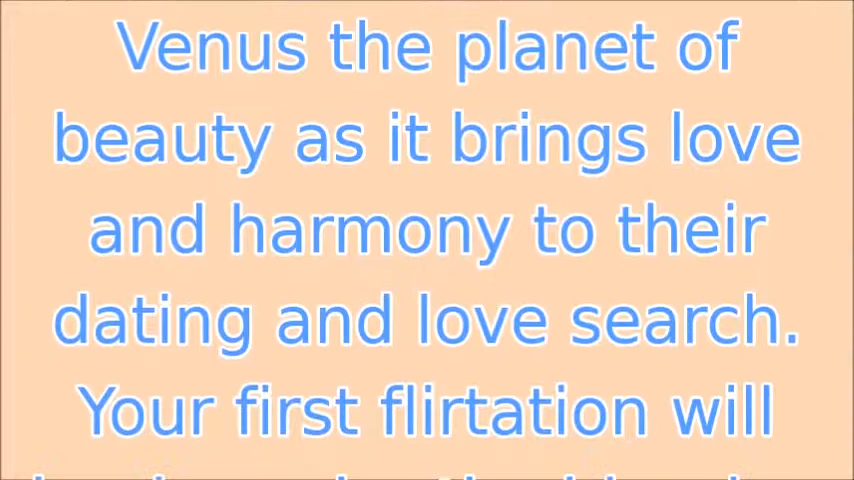 Venus the planet of
beauty as it brings love
and harmony to their
dating and love search.
Your first flirtation will